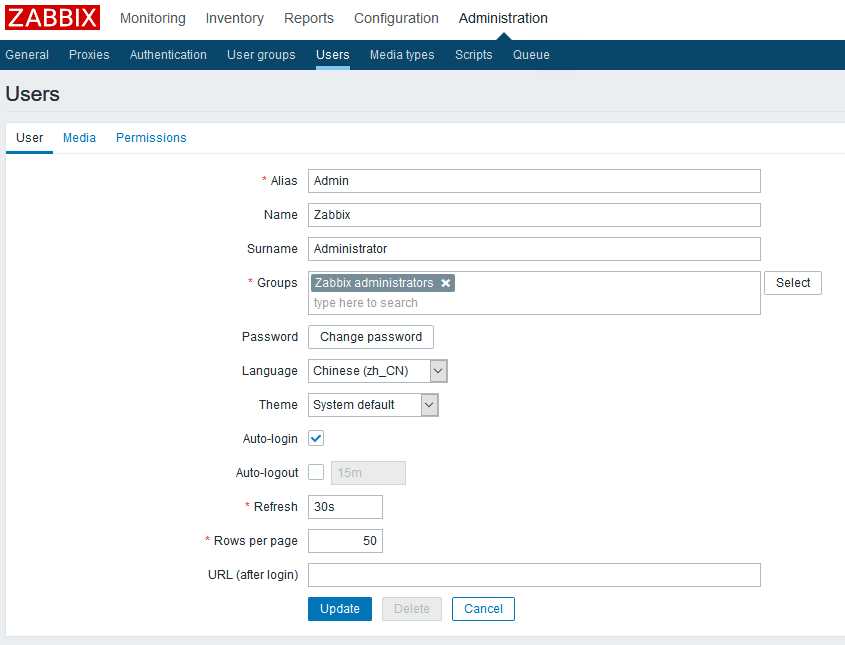 ZABBIX Monitoring Inventory Reports Configuration Administration
General Proxies Authentication User groups Users Media types Scripts Queue
Users
User Media Permissions
* Alias Admin
Name Zabbix
Surname Administrator
* Groups Zabbix administrators Select
type here to search
Password Change password
Language Chinese (zh_CN)
Theme System default
Auto-login
Auto-logout 15m
* Refresh 30s
* Rows per page 50
URL (after login)
Update Delete Cancel